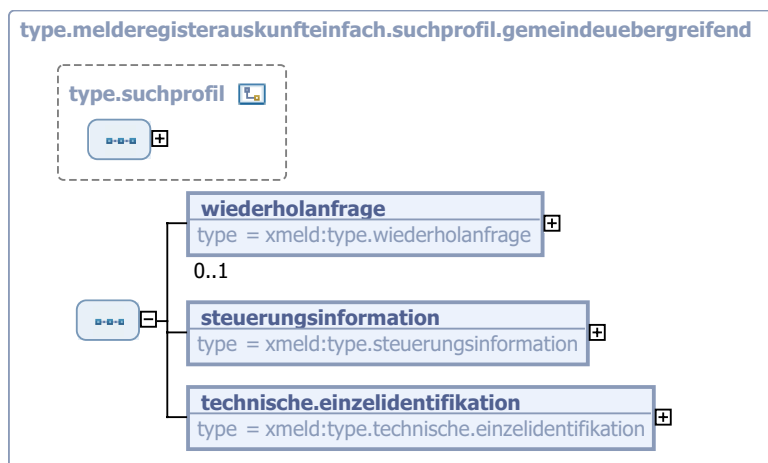 type.melderegisterauskunfteinfach.suchprofil.gemeindeuebergreifend
type.suchprofil
wiederholanfrage
type = xmeld:type.wiederholanfrage
0..1
steuerungsinformation
type = xmeld:type.steuerungsinformation
technische.einzelidentifikation
type = xmeld:type.technische.einzelidentifikation